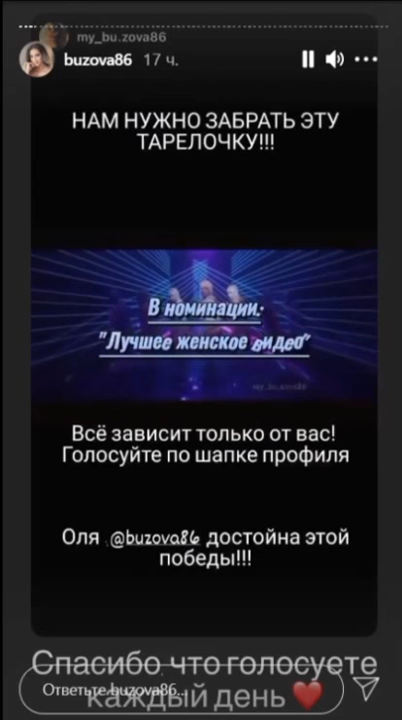 my_bu.zova86
buzova86 17 ч.
НАМ НУЖНО ЗАБРАТЬ ЭТУ
ТАРЕЛОЧКУ!!!
В номинации:
"Лучшее женское видео"
my_bu.zova86
Всё зависит только от вас!
Голосуйте по шапке профиля
Оля @buzova86 достойна этой
победы!!!
Спасибо что голосуете
Ответьте buzova86...
каждый день ❤️